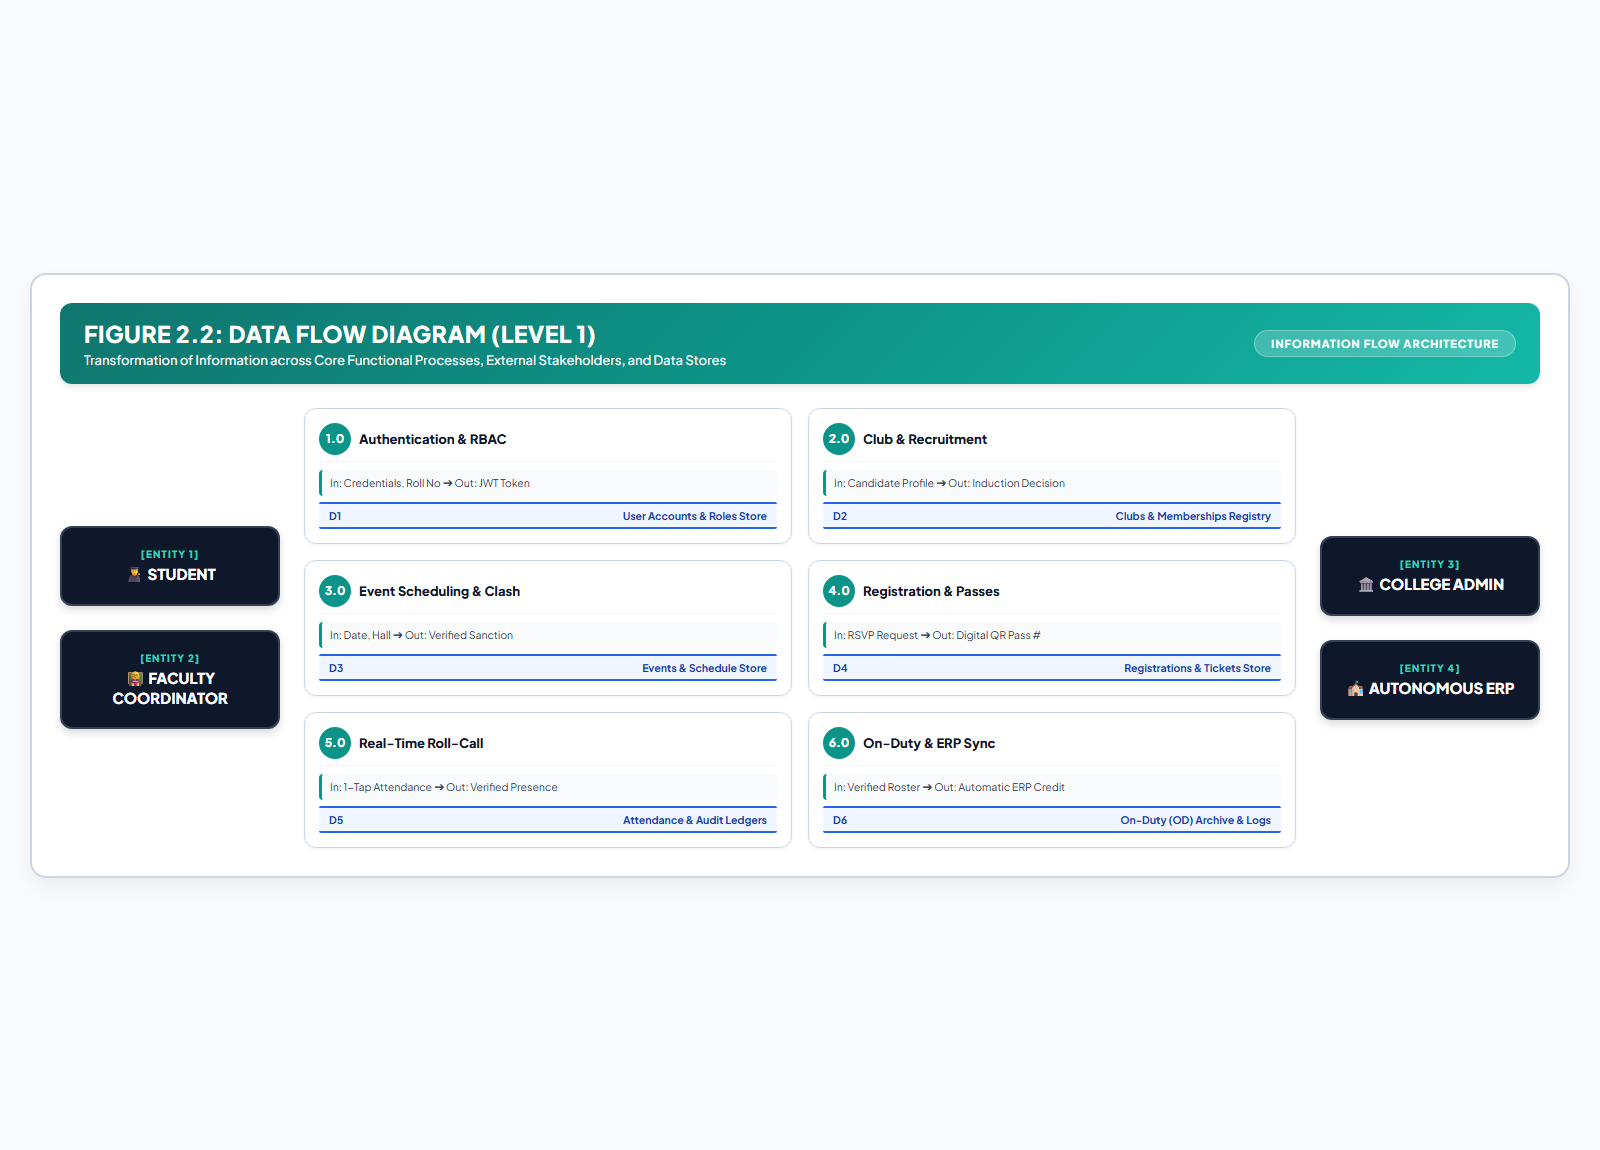 FIGURE 2.2: DATA FLOW DIAGRAM (LEVEL 1)
Transformation of Information across Core Functional Processes, External Stakeholders, and Data Stores
INFORMATION FLOW ARCHITECTURE
[ENTITY 1]
STUDENT
[ENTITY 2]
FACULTY
COORDINATOR
1.0 Authentication & RBAC
In: Credentials, Roll No ➔ Out: JWT Token
D1 User Accounts & Roles Store
2.0 Club & Recruitment
In: Candidate Profile ➔ Out: Induction Decision
D2 Clubs & Memberships Registry
3.0 Event Scheduling & Clash
In: Date, Hall ➔ Out: Verified Sanction
D3 Events & Schedule Store
4.0 Registration & Passes
In: RSVP Request ➔ Out: Digital QR Pass #
D4 Registrations & Tickets Store
5.0 Real-Time Roll-Call
In: 1-Tap Attendance ➔ Out: Verified Presence
D5 Attendance & Audit Ledgers
6.0 On-Duty & ERP Sync
In: Verified Roster ➔ Out: Automatic ERP Credit
D6 On-Duty (OD) Archive & Logs
[ENTITY 3]
COLLEGE ADMIN
[ENTITY 4]
AUTONOMOUS ERP